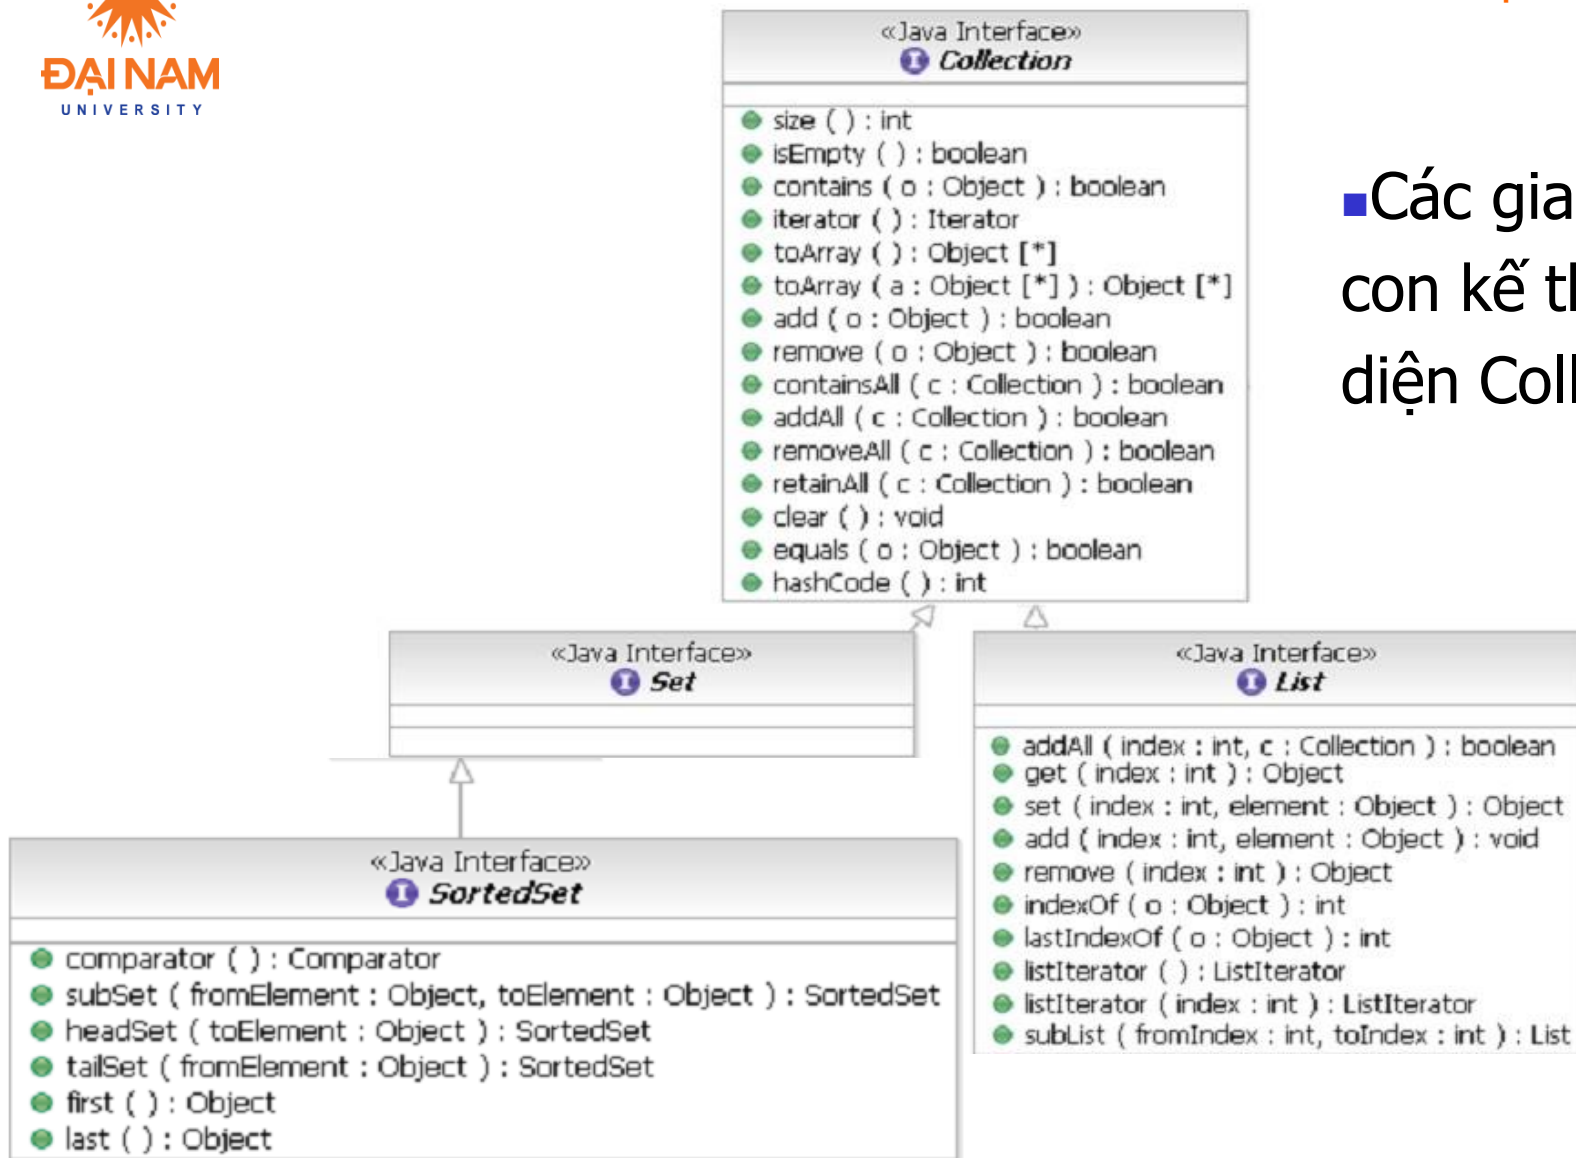 ĐẠI NAM
UNIVERSITY
«Java Interface»
I Collection
size ( ) : int
isEmpty ( ) : boolean
contains ( o : Object ) : boolean
iterator ( ) : Iterator
toArray ( ) : Object [*]
toArray ( a : Object [*] ) : Object [*]
add ( o : Object ) : boolean
remove ( o : Object ) : boolean
containsAll ( c : Collection ) : boolean
addAll ( c : Collection ) : boolean
removeAll ( c : Collection ) : boolean
retainAll ( c : Collection ) : boolean
clear ( ) : void
equals ( o : Object ) : boolean
hashCode ( ) : int
Các gia
con kế
diện Coll
«Java Interface»
I Set
«Java Interface»
I List
addAll ( index : int, c : Collection ) : boolean
get ( index : int ) : Object
set ( index : int, element : Object ) : Object
add ( index : int, element : Object ) : void
remove ( index : int ) : Object
indexOf ( o : Object ) : int
lastIndexOf ( o : Object ) : int
listIterator ( ) : ListIterator
listIterator ( index : int ) : ListIterator
subList ( fromIndex : int, toIndex : int ) : List
«Java Interface»
I SortedSet
comparator ( ) : Comparator
subSet ( fromElement : Object, toElement : Object ) : SortedSet
headSet ( toElement : Object ) : SortedSet
tailSet ( fromElement : Object ) : SortedSet
first ( ) : Object
last ( ) : Object